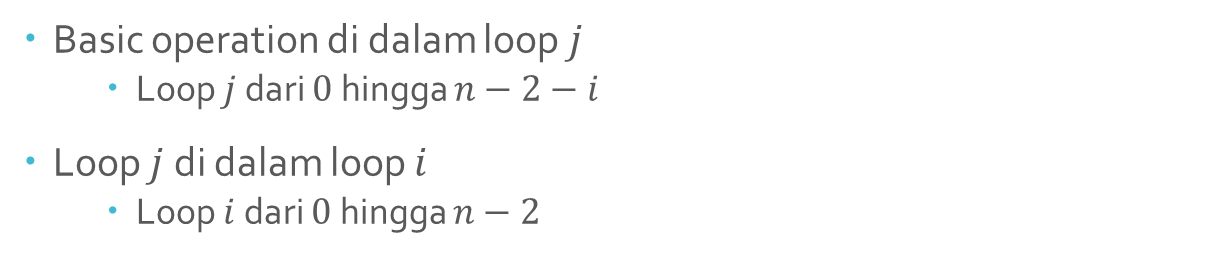 • Basic operation di dalam loop j
• Loop j dari 0 hingga n − 2 − i
• Loop j di dalam loop i
• Loop i dari 0 hingga n − 2